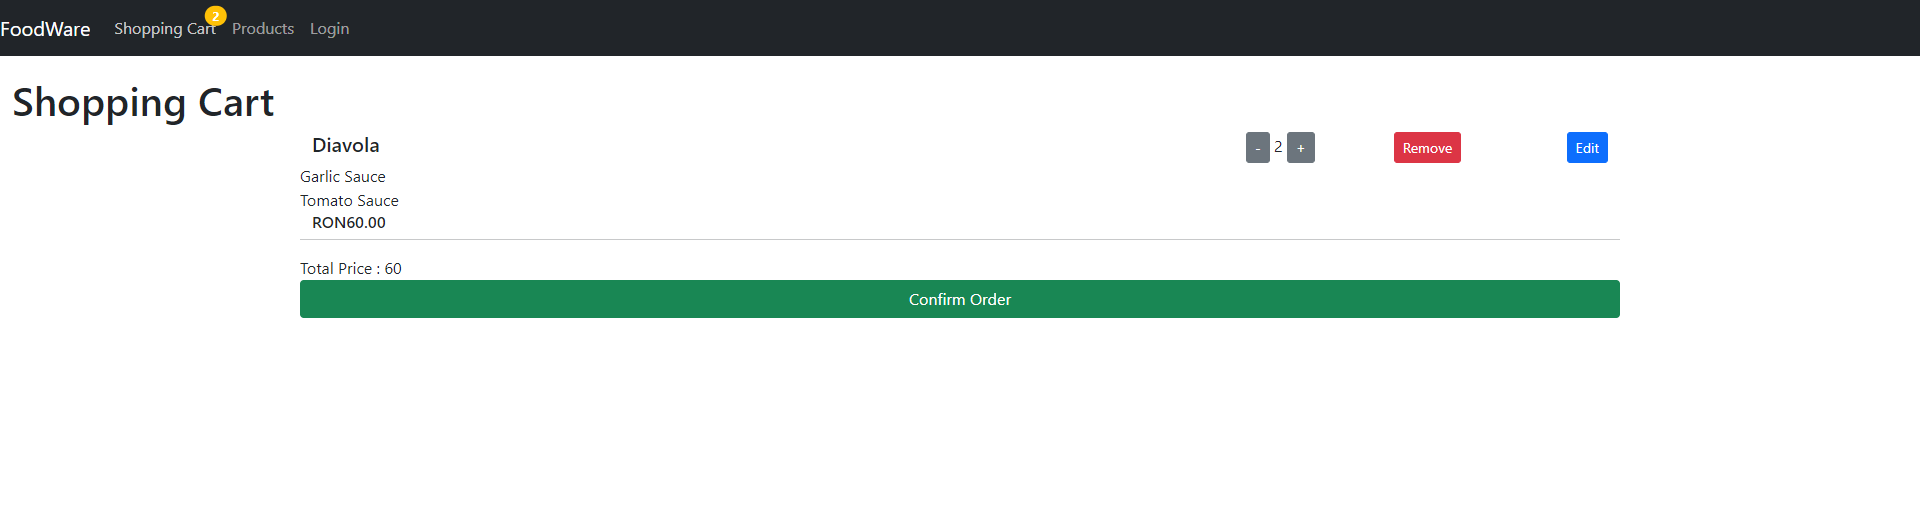 FoodWare Shopping Cart 2 Products Login
Shopping Cart
Diavola - 2 + Remove Edit
Garlic Sauce
Tomato Sauce
RON60.00
Total Price : 60
Confirm Order